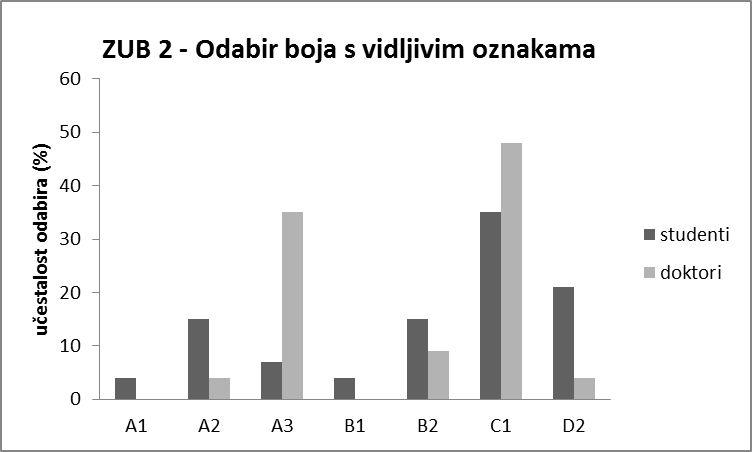 ZUB 2 - Odabir boja s vidljivim oznakama
učestalost odabira (%)
60
50
40
30
20
10
0
A1 A2 A3 B1 B2 C1 D2
studenti
doktori